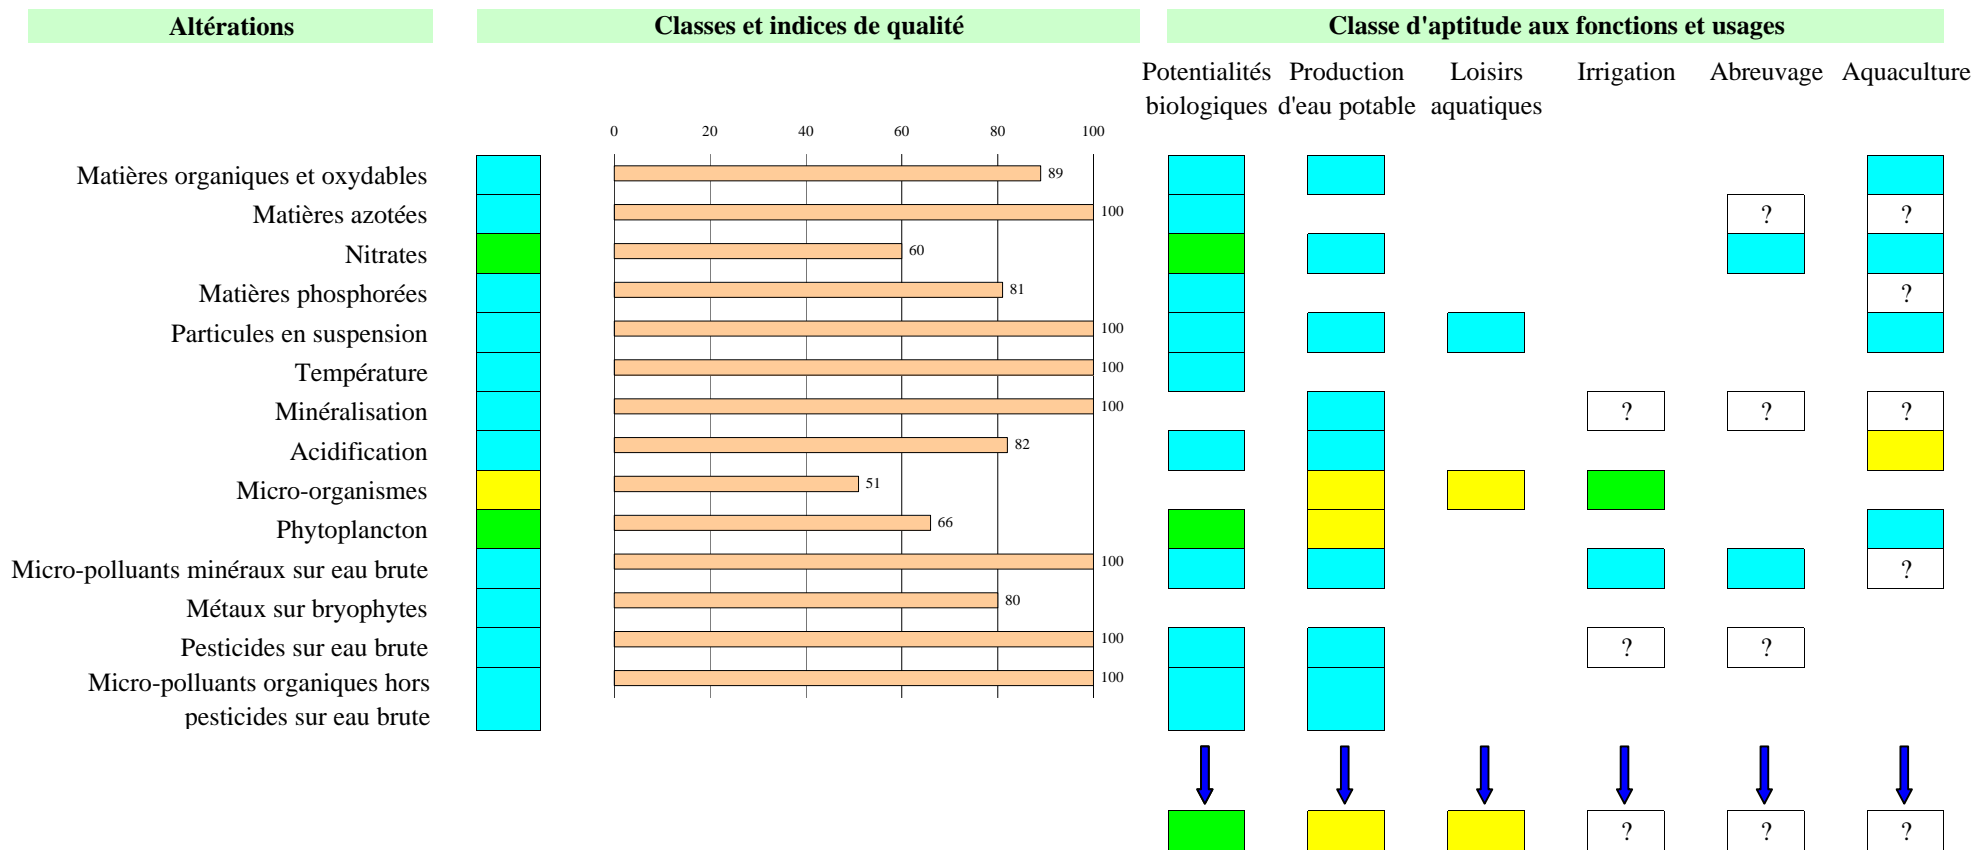 Altérations
Classes et indices de qualité
Classe d'aptitude aux fonctions et usages
Potentialités biologiques
Production d'eau potable
Loisirs aquatiques
Irrigation
Abreuvage
Aquaculture
0 20 40 60 80 100
Matières organiques et oxydables 89
Matières azotées 100 ? ?
Nitrates 60
Matières phosphorées 81 ?
Particules en suspension 100
Température 100
Minéralisation 100 ? ? ?
Acidification 82
Micro-organismes 51
Phytoplancton 66
Micro-polluants minéraux sur eau brute 100 ?
Métaux sur bryophytes 80
Pesticides sur eau brute 100 ? ?
Micro-polluants organiques hors 100
pesticides sur eau brute
? ? ?